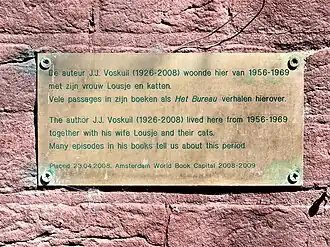 De auteur J.J. Voskuil (1926-2008) woonde hier van 1956-1969
met zijn vrouw Lousje en katten.
Vele passages in zijn boeken als Het Bureau verhalen hierover.
The author J.J. Voskuil (1926-2008) lived here from 1956-1969
together with his wife Lousje and their cats.
Many episodes in his books tell us about this period
Placed 23.04.2008, Amsterdam World Book Capital 2008-2009